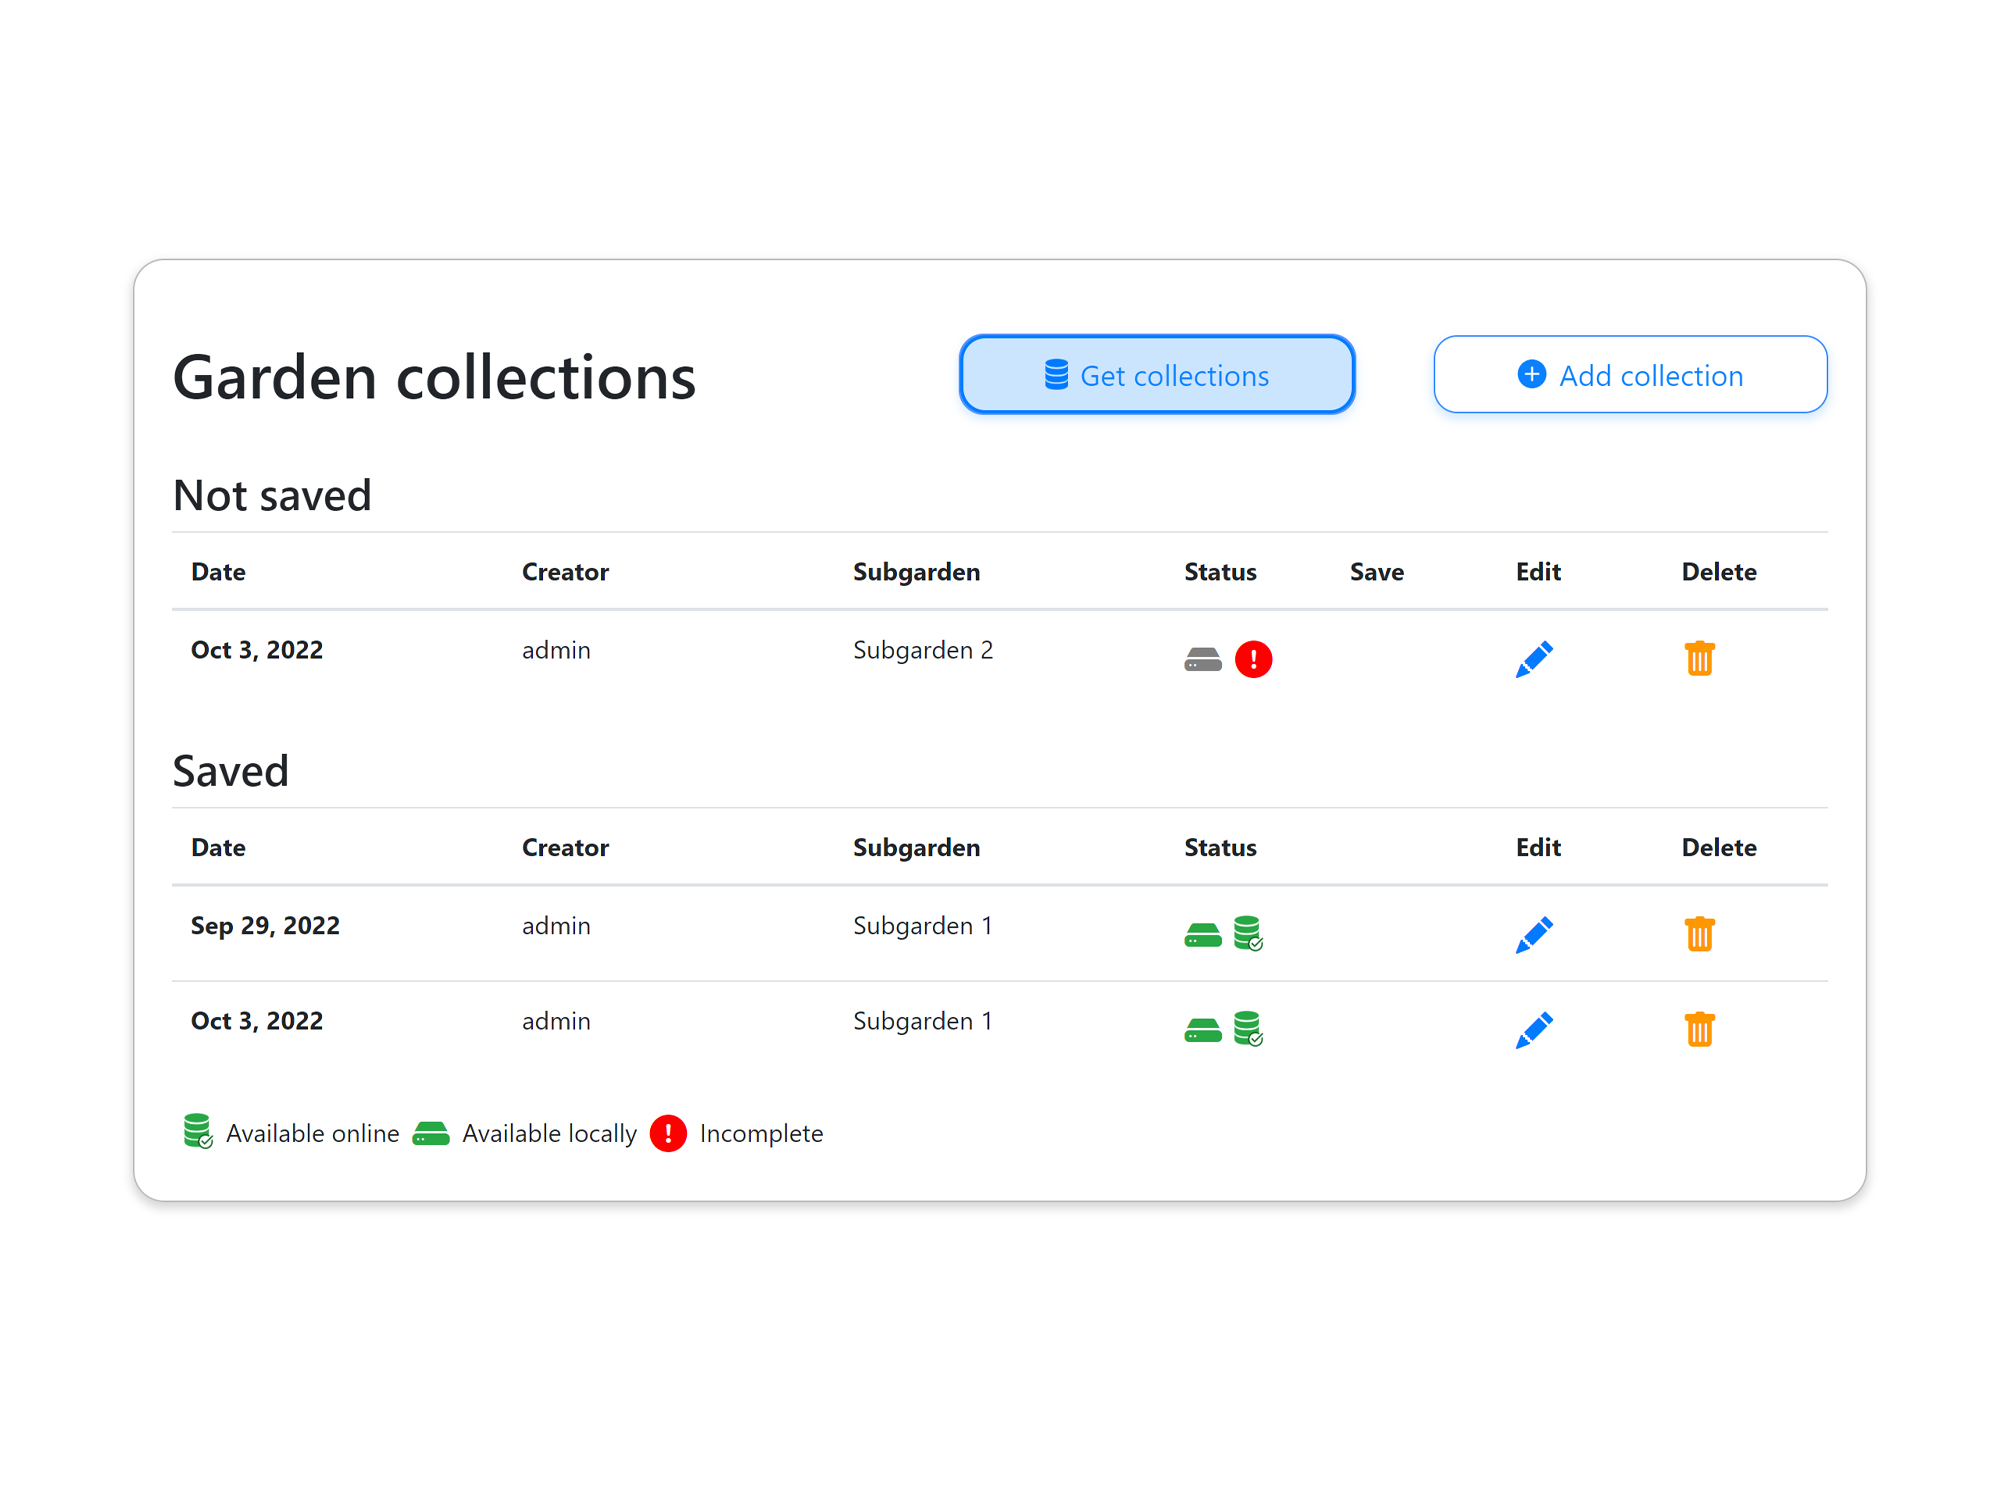 Garden collections
Get collections
Add collection
Not saved
Date Creator Subgarden Status Save Edit Delete
Oct 3, 2022 admin Subgarden 2
Saved
Date Creator Subgarden Status Edit Delete
Sep 29, 2022 admin Subgarden 1
Oct 3, 2022 admin Subgarden 1
Available online Available locally Incomplete